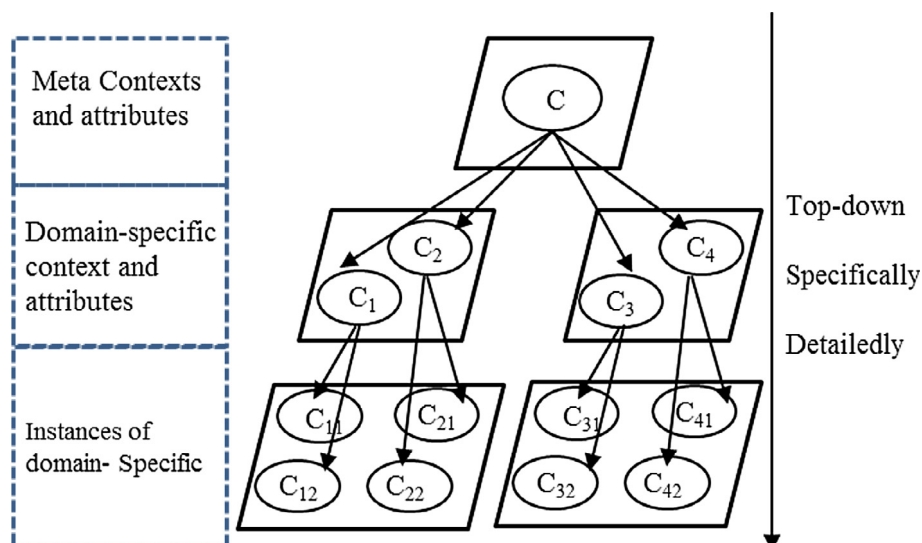 Meta Contexts
and attributes
C
Domain-specific
context and
attributes
C2
C4
C1
C3
Top-down
Specifically
Detailedly
Instances of
domain- Specific
C11
C21
C31
C41
C12
C22
C32
C42